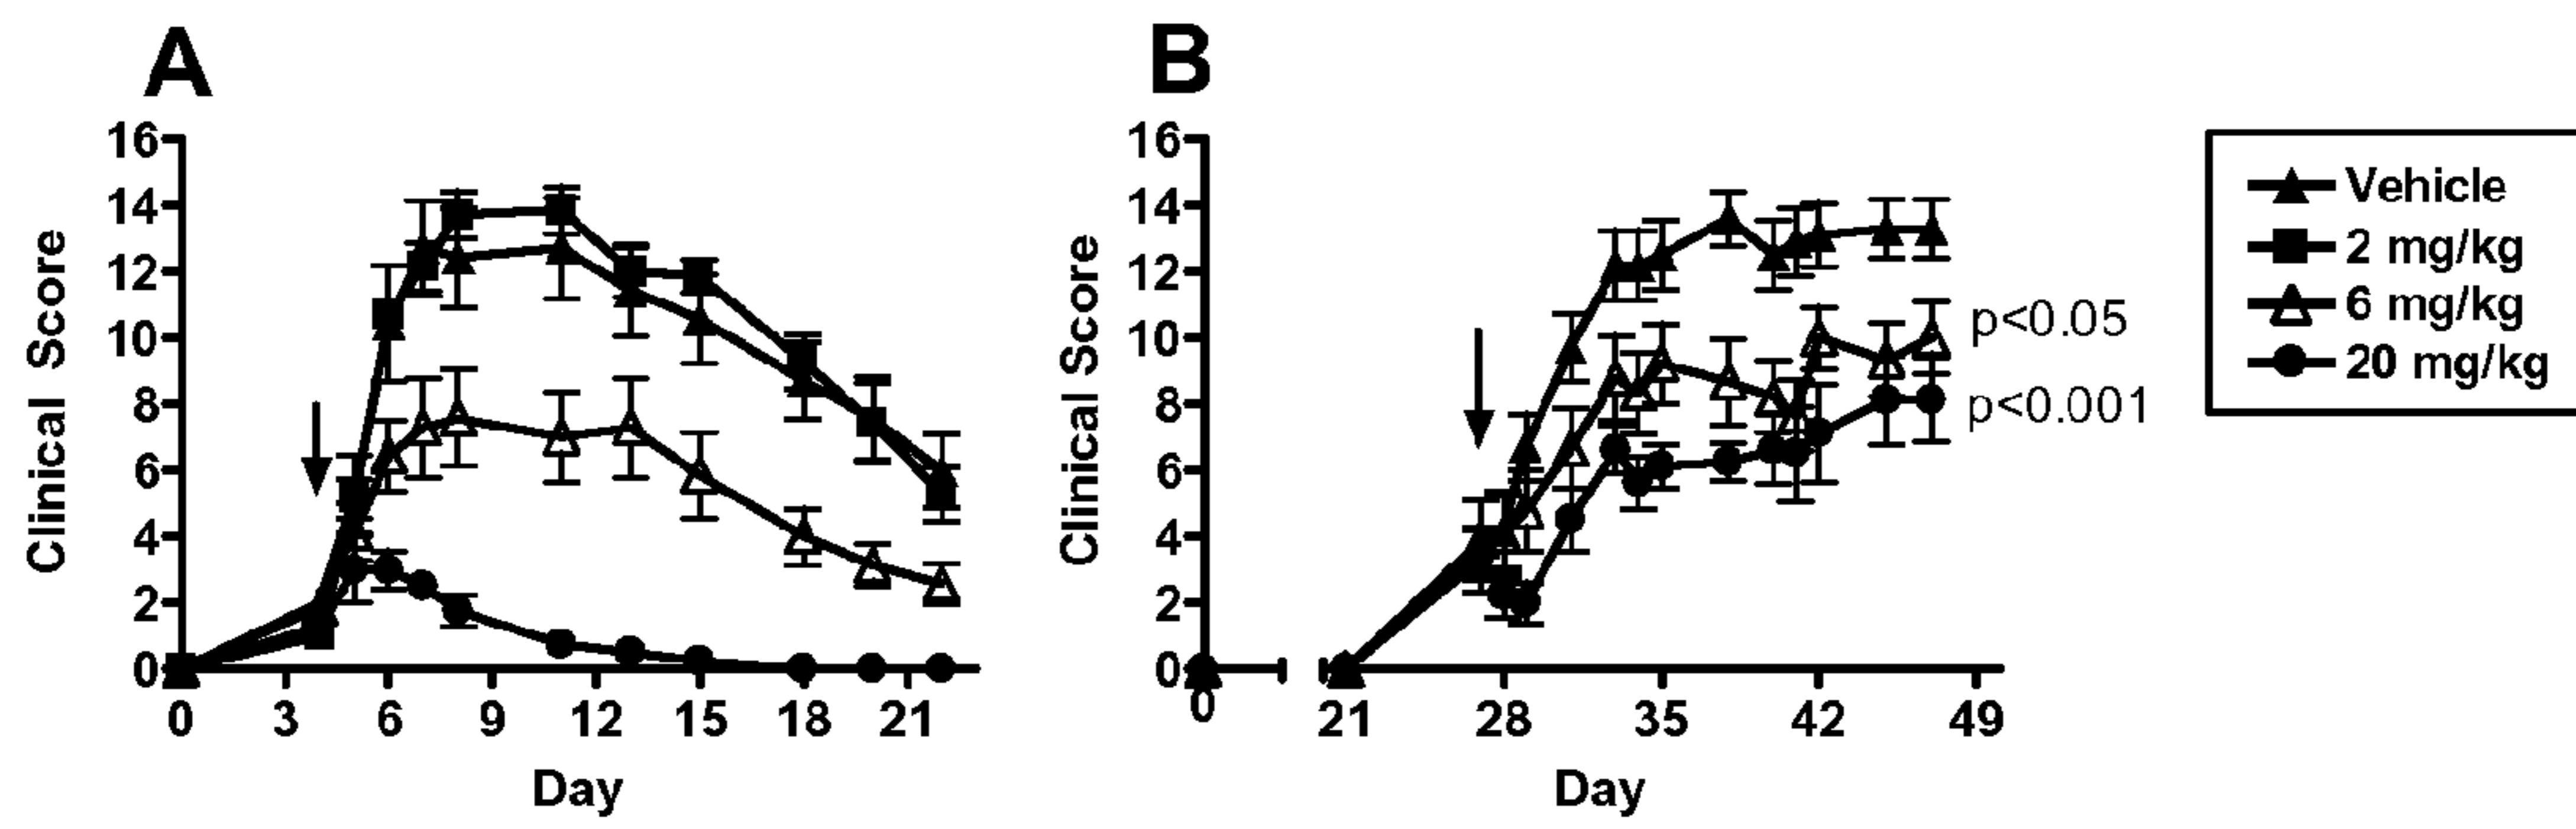 A
B
Clinical Score
16
14
12
10
8
6
4
2
0
0 3 6 9 12 15 18 21
Day
Clinical Score
16
14
12
10
8
6
4
2
0
0 21 28 35 42 49
Day
p<0.05
p<0.001
Vehicle
2 mg/kg
6 mg/kg
20 mg/kg